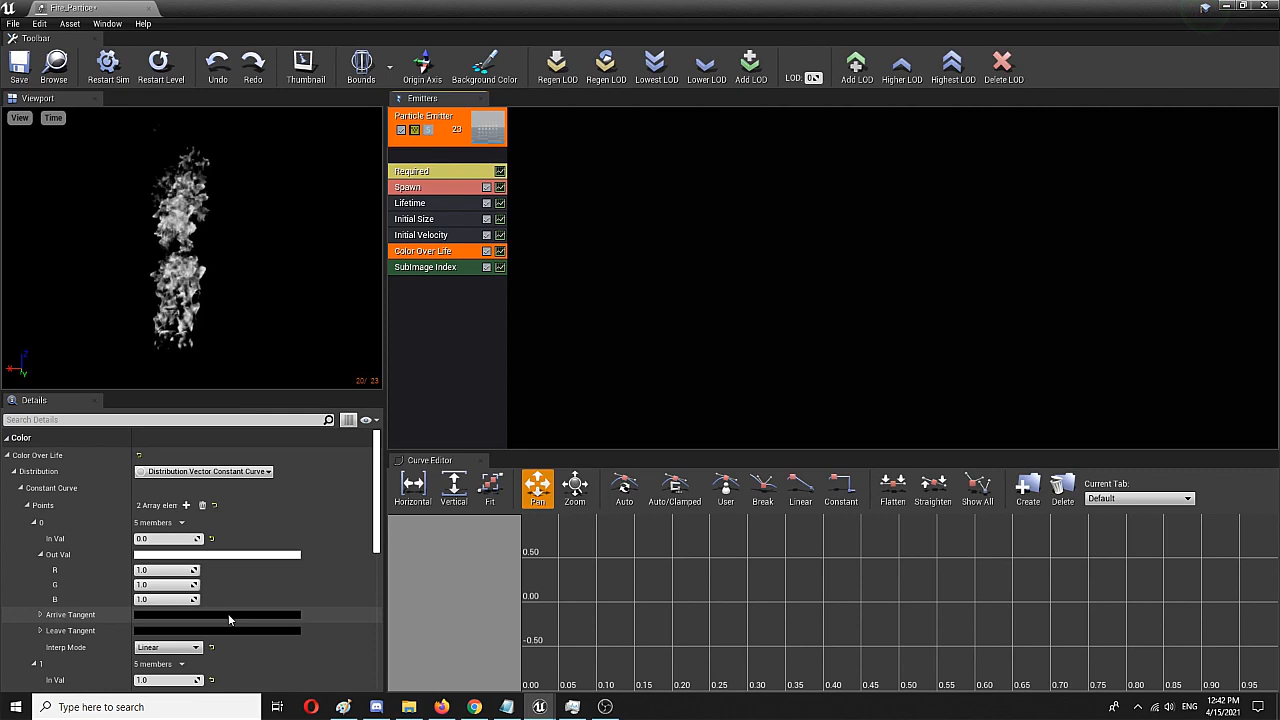 Fire_Particle*
File Edit Asset Window Help
Toolbar
Save Browse Restart Sim Restart Level Undo Redo Thumbnail Bounds Origin Axis Background Color Regen LOD Regen LOD Lowest LOD Lower LOD Add LOD LOD: 0 Add LOD Higher LOD Highest LOD Delete LOD
Viewport
View Time
20/ 23
Emitters
Particle Emitter
23
Required
Spawn
Lifetime
Initial Size
Initial Velocity
Color Over Life
SubImage Index
Details
Search Details
Color
Color Over Life
Distribution Distribution Vector Constant Curve
Constant Curve
Points 2 Array elem
0 5 members
In Val 0.0
Out Val
R 1.0
G 1.0
B 1.0
Arrive Tangent
Leave Tangent
Interp Mode Linear
1 5 members
In Val 1.0
Curve Editor
Horizontal Vertical Fit Pan Zoom Auto Auto/Clamped User Break Linear Constant Flatten Straighten Show All Create Delete
Current Tab:
Default
0.50
0.00
-0.50
0.00 0.05 0.10 0.15 0.20 0.25 0.30 0.35 0.40 0.45 0.50 0.55 0.60 0.65 0.70 0.75 0.80 0.85 0.90 0.95
Type here to search
ENG
12:42 PM
4/15/2021